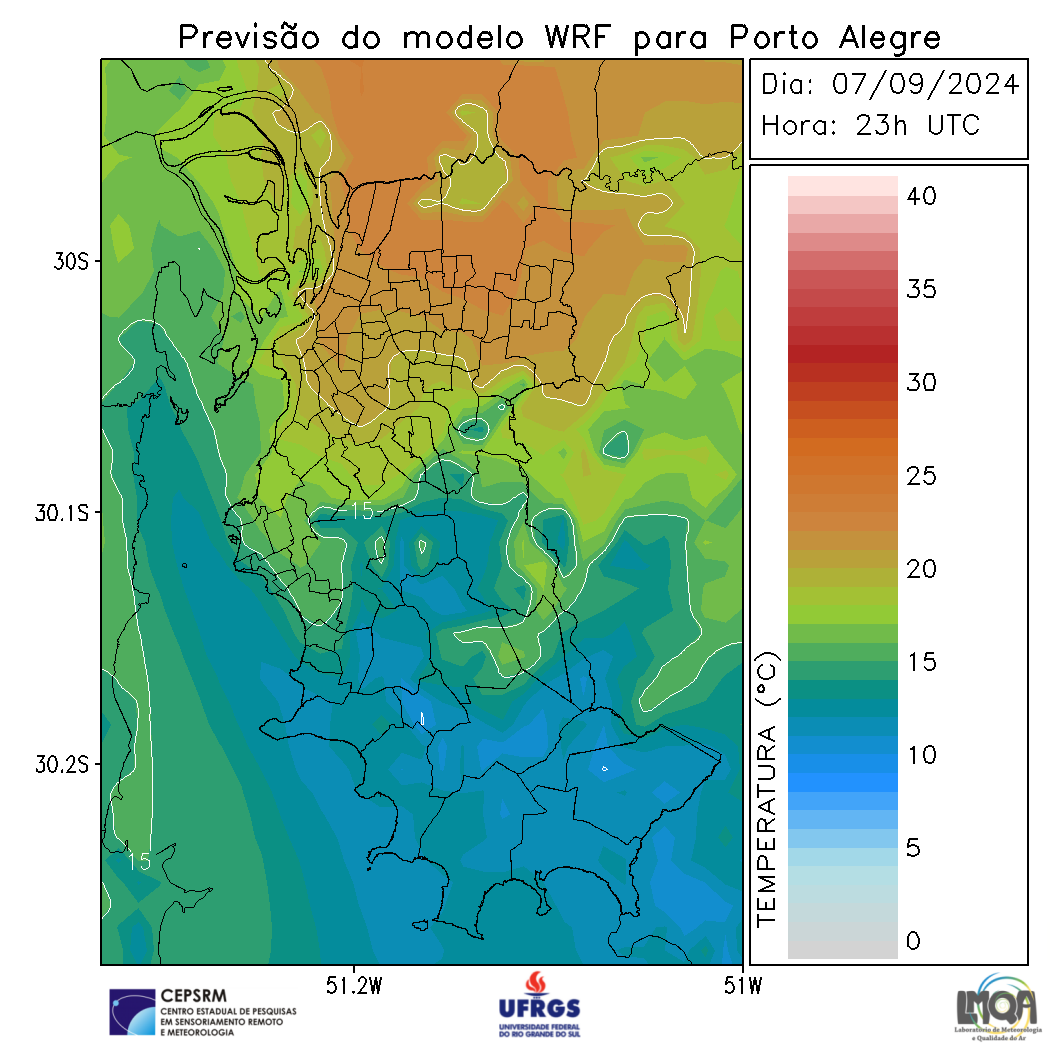 Previsão do modelo WRF para Porto Alegre
Dia: 07/09/2024
Hora: 23h UTC
40
35
30
25
20
15
10
5
0
TEMPERATURA (°C)
30S
30.1S
30.2S
15
15
51.2W
51W
CEPSRM
CENTRO ESTADUAL DE PESQUISAS
EM SENSORIAMENTO REMOTO
E METEOROLOGIA
UFRGS
UNIVERSIDADE FEDERAL
DO RIO GRANDE DO SUL
LMQA
Laboratório de Meteorologia
e Qualidade do Ar